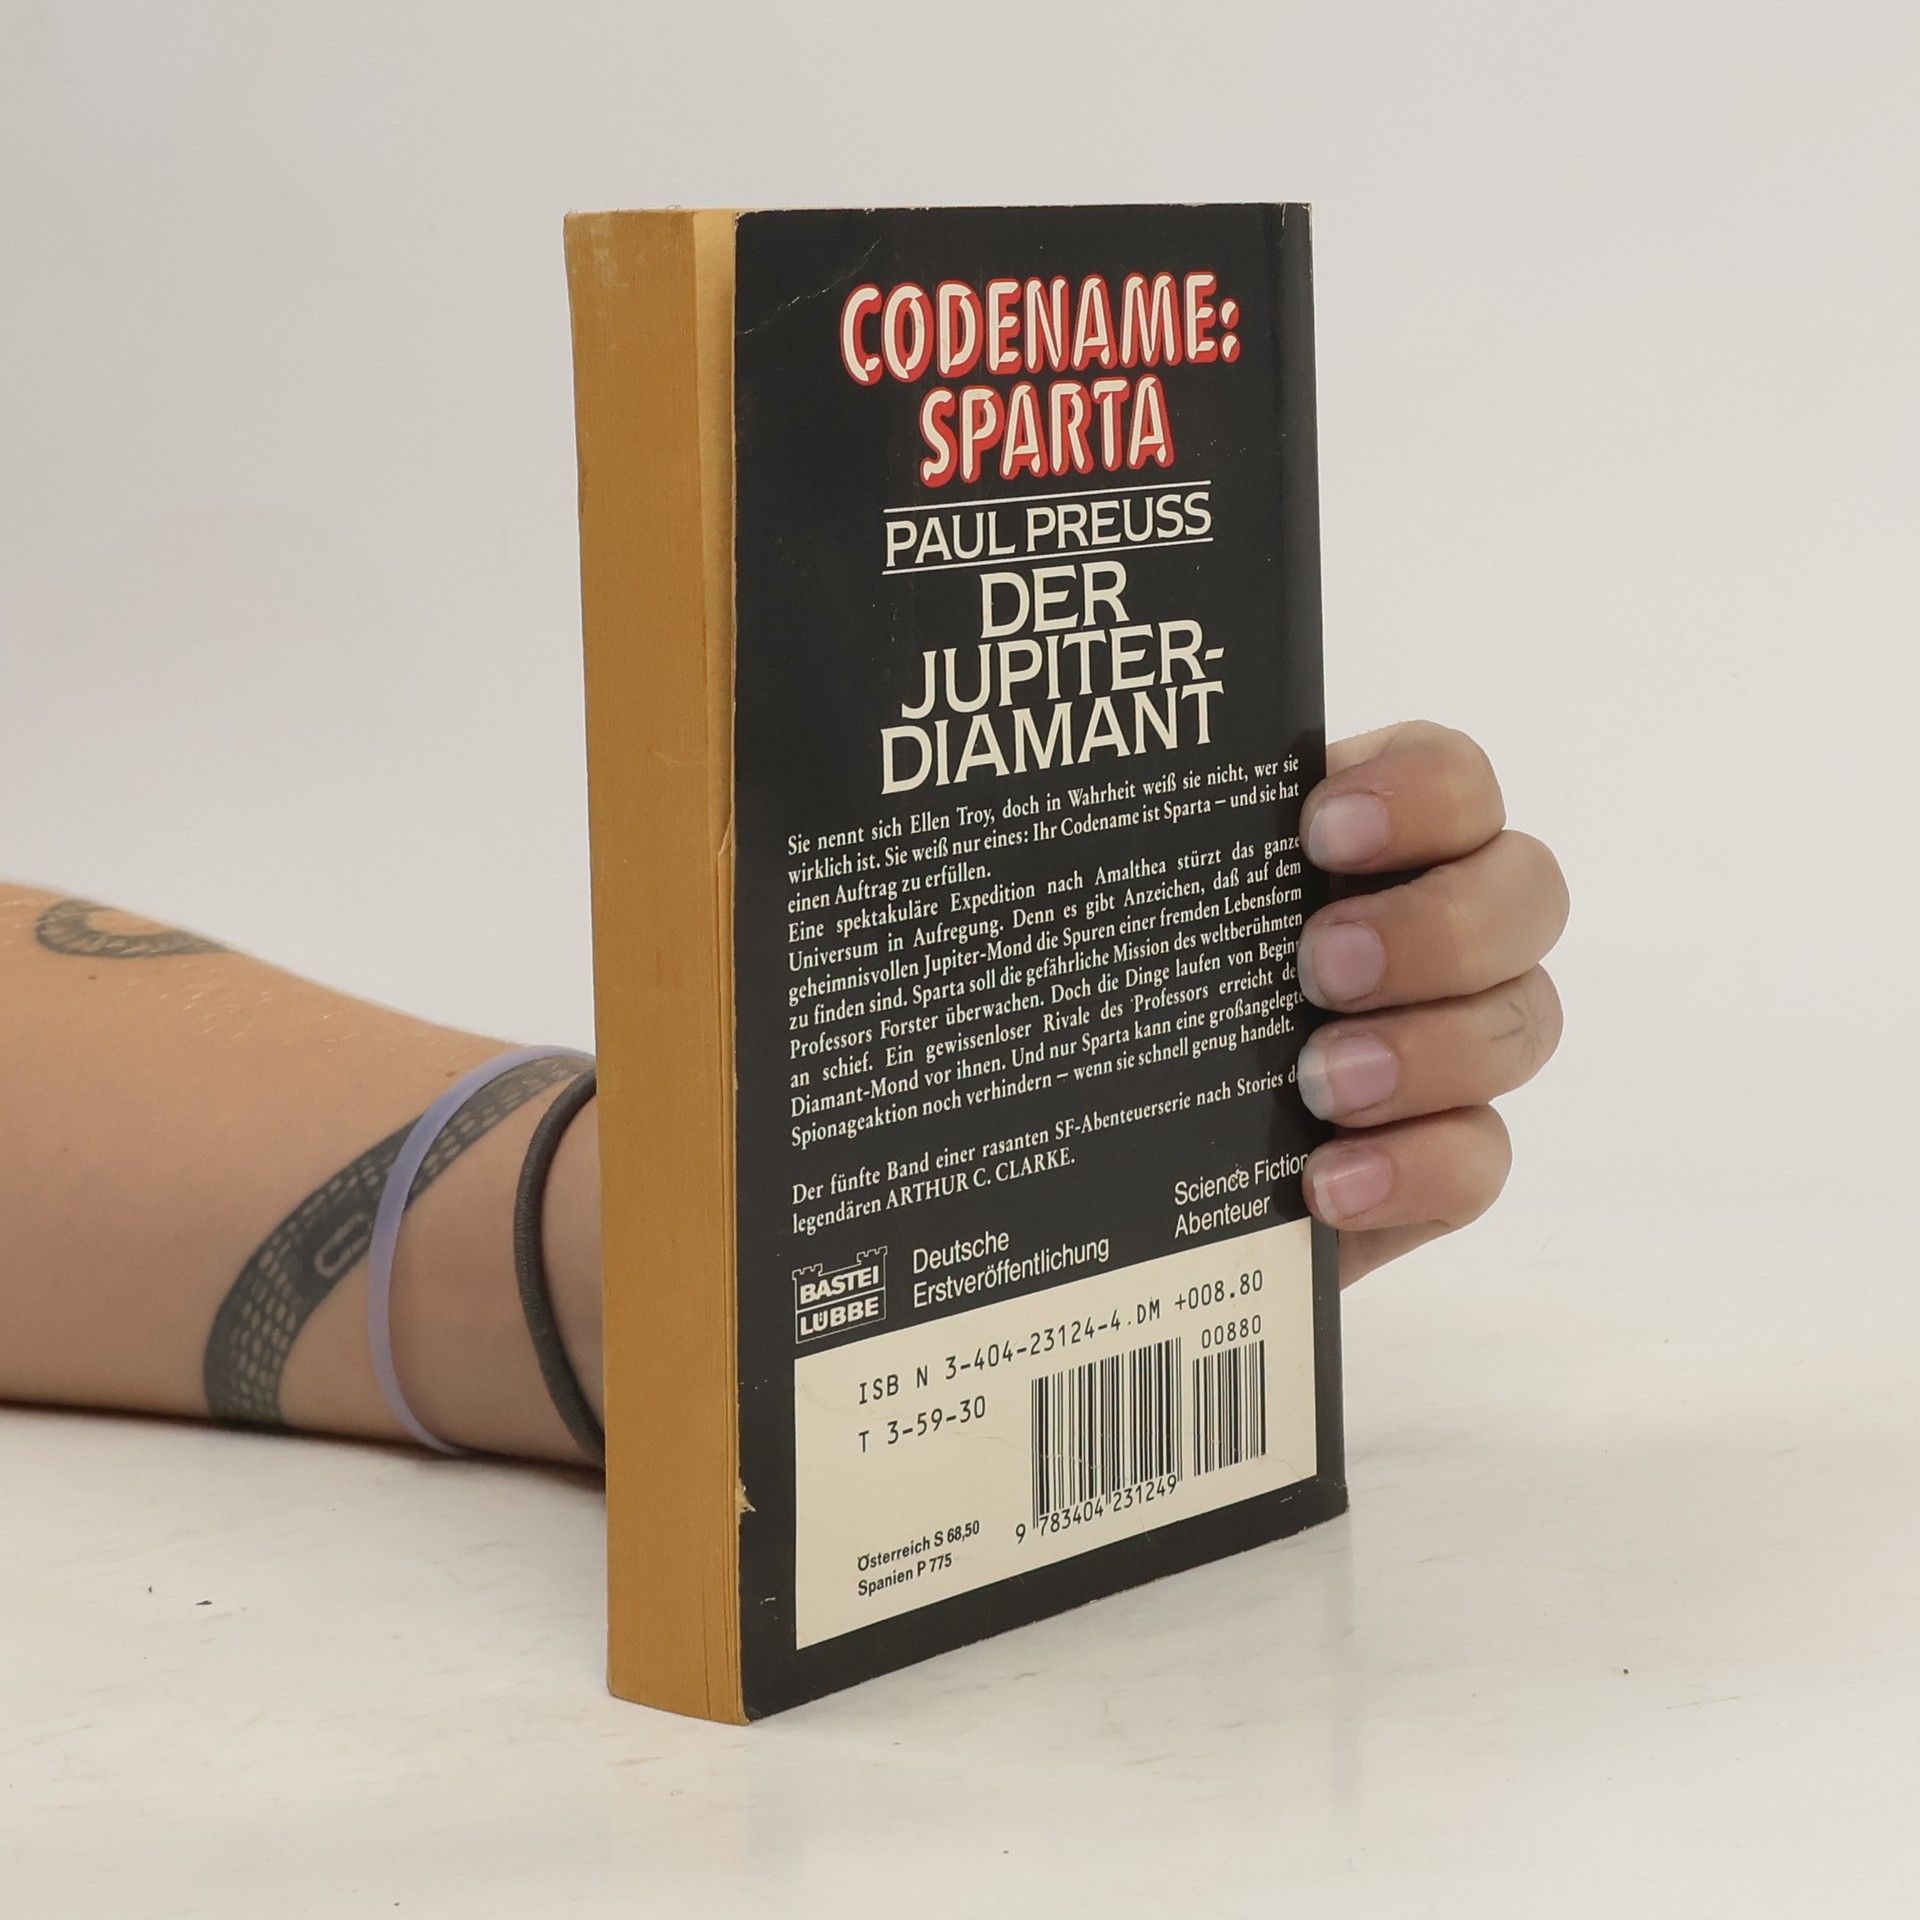 CODENAME:
SPARTA
PAUL PREUSS
DER
JUPITER-
DIAMANT
Sie nennt sich Ellen Troy, doch in Wahrheit weiß sie nicht, wer sie
wirklich ist. Sie weiß nur eines: Ihr Codename ist Sparta – und sie hat
einen Auftrag zu erfüllen.
Eine spektakuläre Expedition nach Amalthea stürzt das ganze
Universum in Aufregung. Denn es gibt Anzeichen, daß auf dem
geheimnisvollen Jupiter-Mond die Spuren einer fremden Lebensform
zu finden sind. Sparta soll die gefährliche Mission des weltberühmten
Professors Forster überwachen. Doch die Dinge laufen von Beginn
an schief. Ein gewissenloser Rivale des Professors erreicht
Diamant-Mond vor ihnen. Und nur Sparta kann eine großangelegte
Spionageaktion noch verhindern – wenn sie schnell genug handelt.
Der fünfte Band einer rasanten SF-Abenteuerserie nach Stories
legendären ARTHUR C. CLARKE.
BASTEI
LÜBBE
Deutsche
Erstveröffentlichung
Science Fiction
Abenteuer
ISB N 3-404-23124-4.DM +008.80
00880
T 3-59-30
9 783404 231249
Österreich S 68,50
Spanien P 775